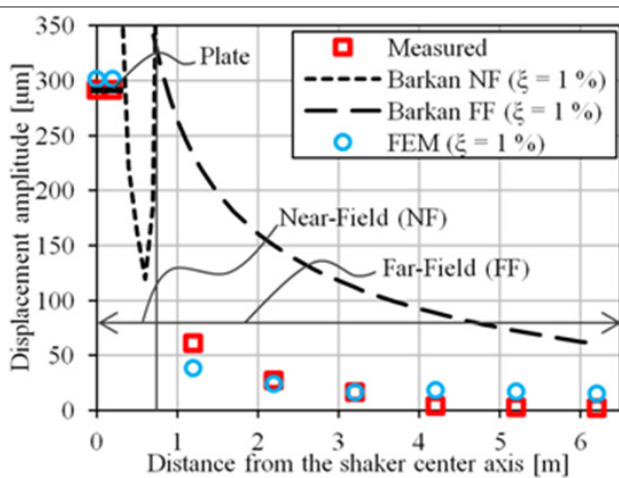 350
300
250
200
150
100
50
0
Displacement amplitude [µm]
Plate
Measured
Barkan NF (ξ = 1 %)
Barkan FF (ξ = 1 %)
FEM (ξ = 1 %)
Near-Field (NF)
Far-Field (FF)
0 1 2 3 4 5 6
Distance from the shaker center axis [m]